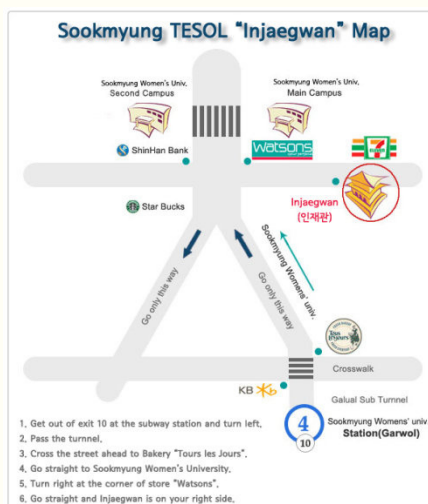 Sookmyung TESOL "Injaegwan" Map
Sookmyung Women's Univ.
Second Campus
Sookmyung Women's Univ.
Main Campus
ShinHan Bank
watsons
7
ELEVEN
Star Bucks
Injaegwan
(인재관)
Go only this way
Go only this way
Sookmyung Womens' univ.
TOUS les JOURS
Crosswalk
KB
Galual Sub Turnnel
4
10
Sookmyung Womens' univ
Station(Garwol)
1. Get out of exit 10 at the subway station and turn left.
2. Pass the turnnel.
3. Cross the street ahead to Bakery "Tours les Jours".
4. Go straight to Sookmyung Women's University.
5. Turn right at the corner of store "Watsons".
6. Go straight and Injaegwan is on your right side.